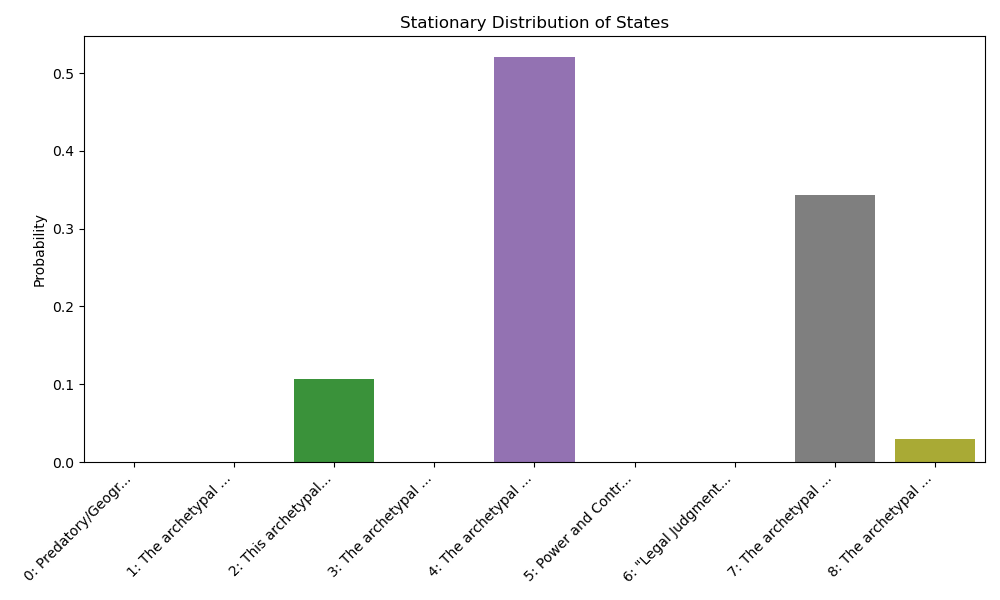 Stationary Distribution of States
Probability
0.5
0.4
0.3
0.2
0.1
0.0
0: Predatory/Geogr...
1: The archetypal ...
2: This archetypal...
3: The archetypal ...
4: The archetypal ...
5: Power and Contr...
6: "Legal Judgment...
7: The archetypal ...
8: The archetypal ...